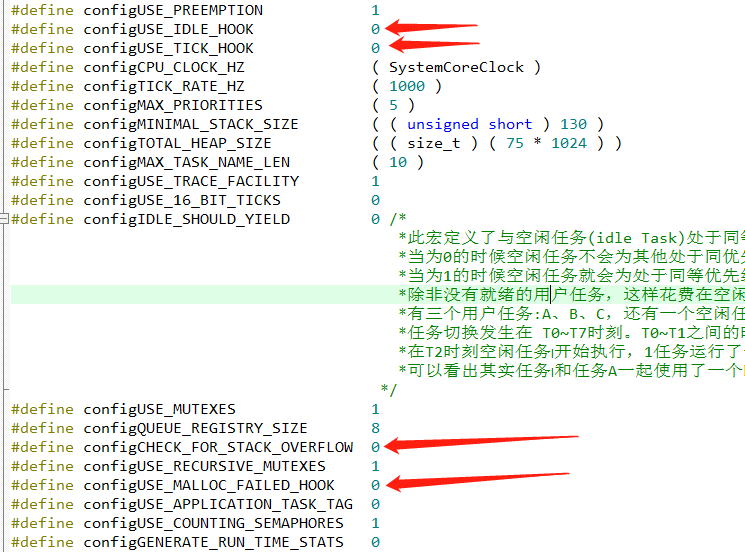 #define configUSE_PREEMPTION 1
#define configUSE_IDLE_HOOK 0
#define configUSE_TICK_HOOK 0
#define configCPU_CLOCK_HZ ( SystemCoreClock )
#define configTICK_RATE_HZ ( 1000 )
#define configMAX_PRIORITIES ( 5 )
#define configMINIMAL_STACK_SIZE ( ( unsigned short ) 130 )
#define configTOTAL_HEAP_SIZE ( ( size_t ) ( 75 * 1024 ) )
#define configMAX_TASK_NAME_LEN ( 10 )
#define configUSE_TRACE_FACILITY 1
#define configUSE_16_BIT_TICKS 0
#define configIDLE_SHOULD_YIELD 0 /*
*此宏定义了与空闲任务(idle Task)处于同等
*当为0的时候空闲任务不会为其他处于同优先
*当为1的时候空闲任务就会为处于同等优先级
*除非没有就绪的用户任务，这样花费在空闲
*有三个用户任务:A、B、C，还有一个空闲任
*任务切换发生在 T0~T7时刻。T0~T1之间的时
*在T2时刻空闲任务I开始执行，1任务运行了一
*可以看出其实任务I和任务A一起使用了一个时
*/
#define configUSE_MUTEXES 1
#define configQUEUE_REGISTRY_SIZE 8
#define configCHECK_FOR_STACK_OVERFLOW 0
#define configUSE_RECURSIVE_MUTEXES 1
#define configUSE_MALLOC_FAILED_HOOK 0
#define configUSE_APPLICATION_TASK_TAG 0
#define configUSE_COUNTING_SEMAPHORES 1
#define configGENERATE_RUN_TIME_STATS 0